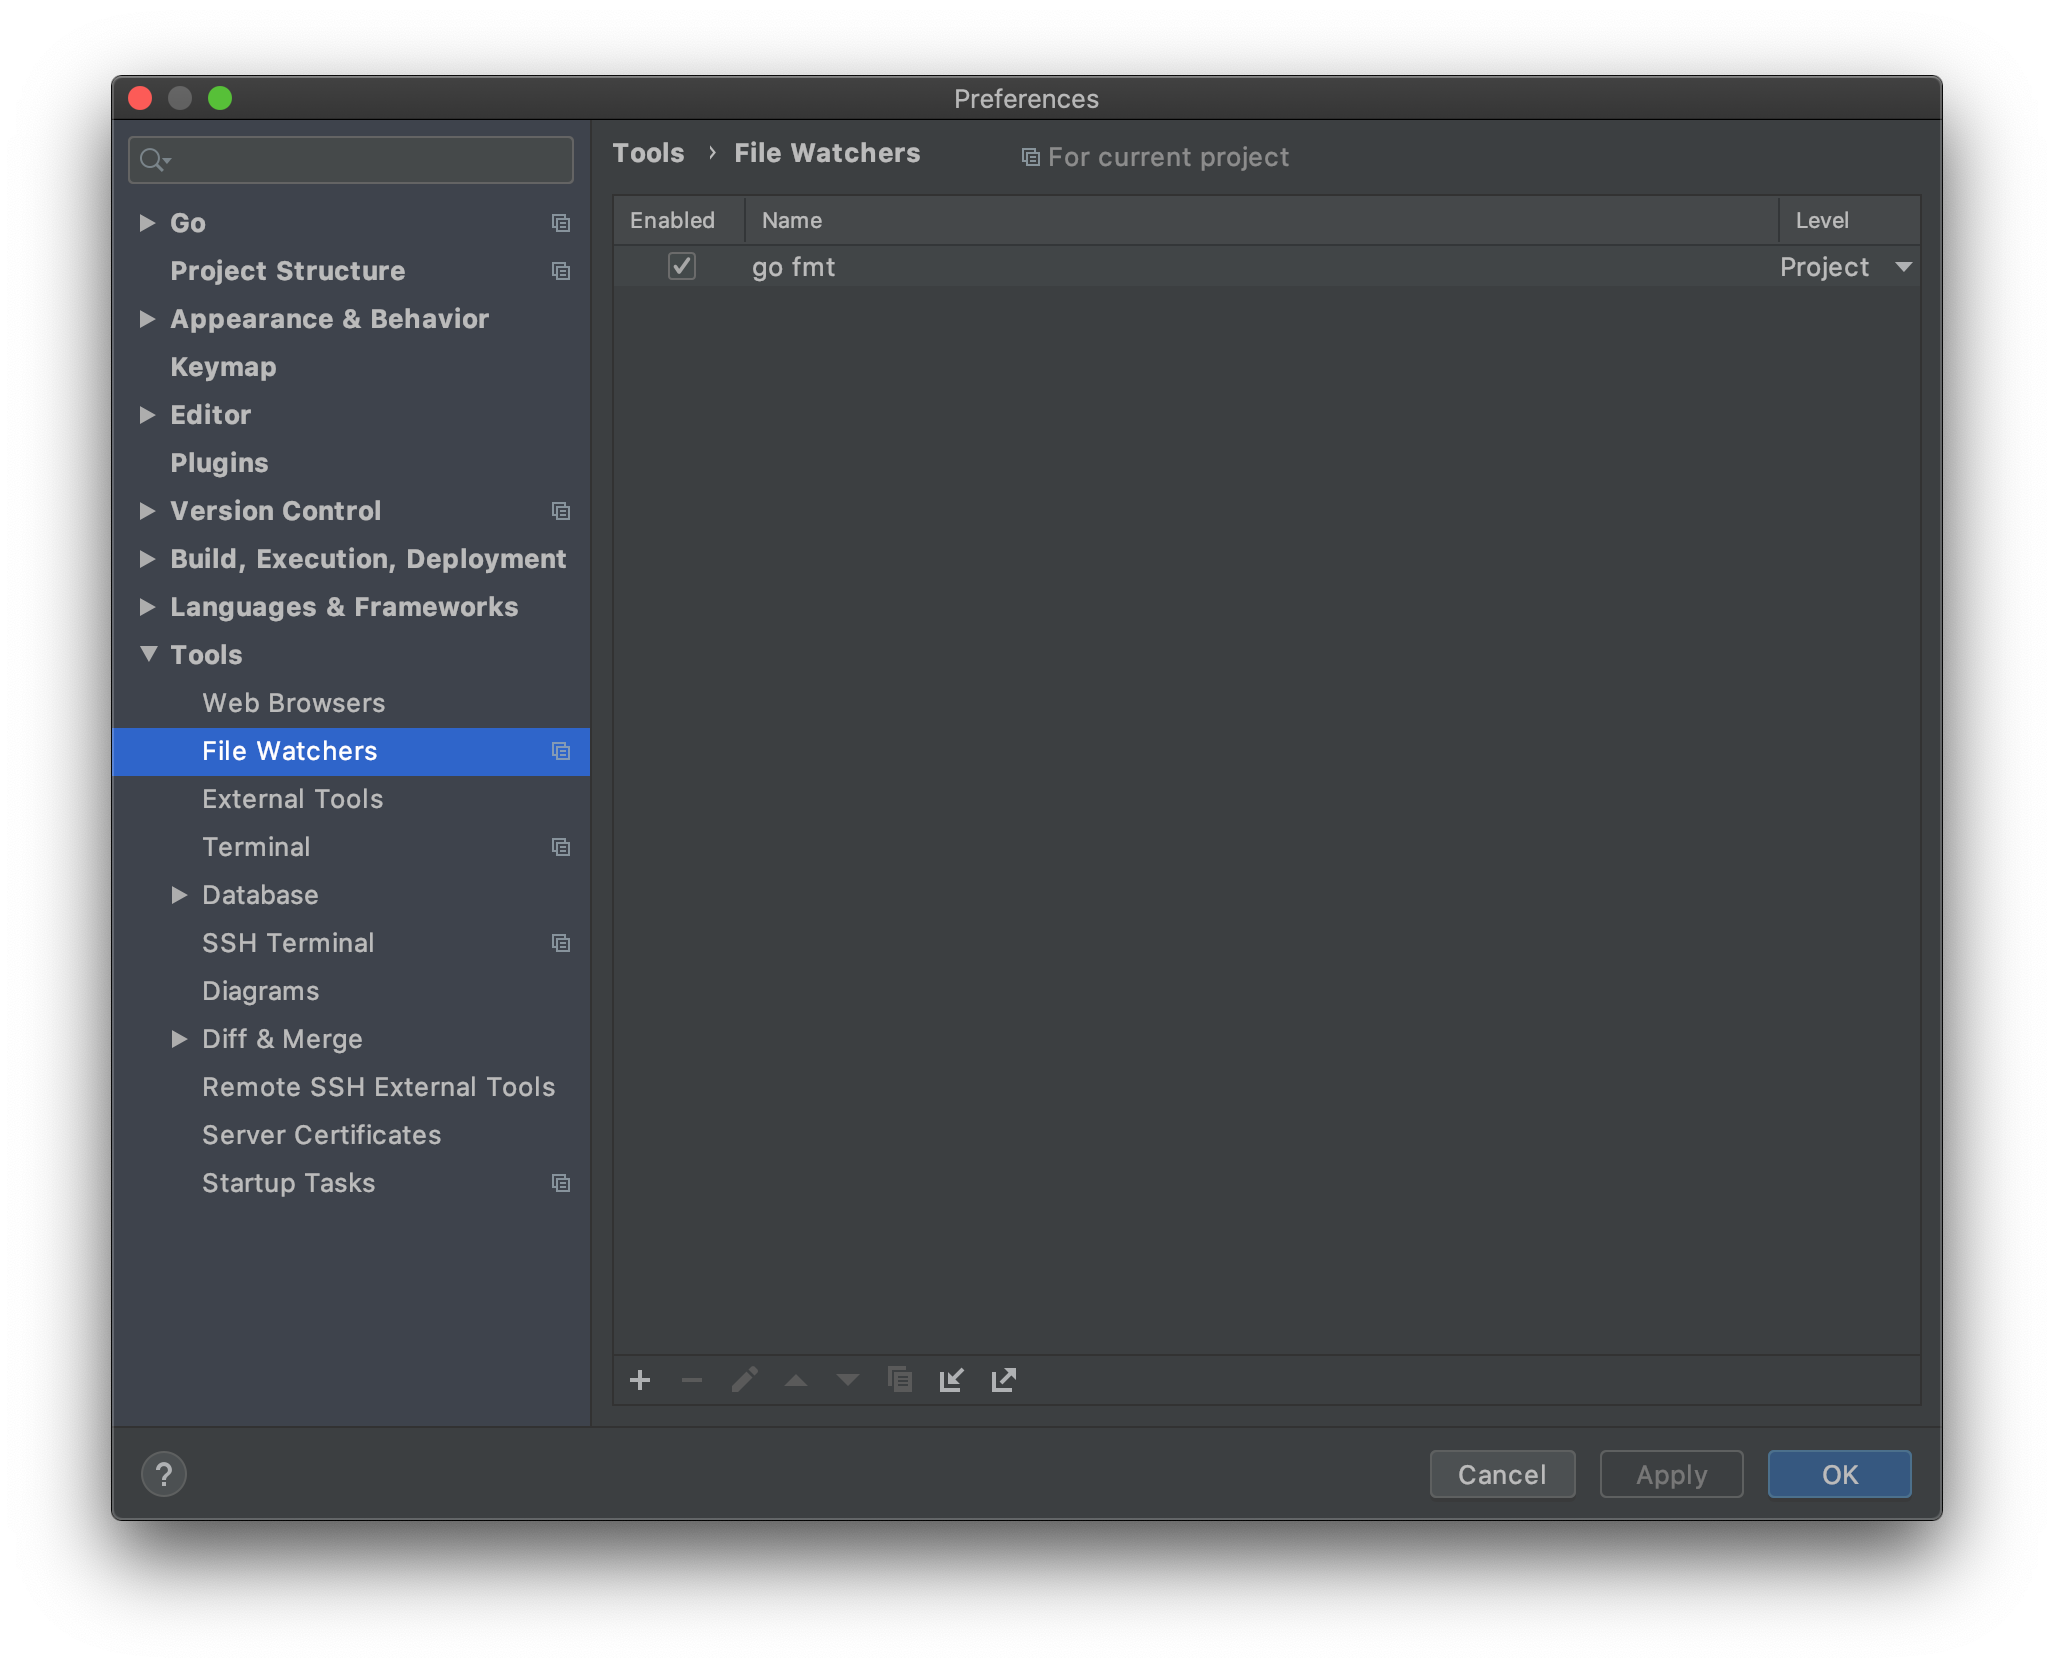 Preferences
Tools › File Watchers
For current project
Go
Project Structure
Appearance & Behavior
Keymap
Editor
Plugins
Version Control
Build, Execution, Deployment
Languages & Frameworks
Tools
Web Browsers
File Watchers
External Tools
Terminal
Database
SSH Terminal
Diagrams
Diff & Merge
Remote SSH External Tools
Server Certificates
Startup Tasks
Enabled Name Level
go fmt Project
? Cancel Apply OK